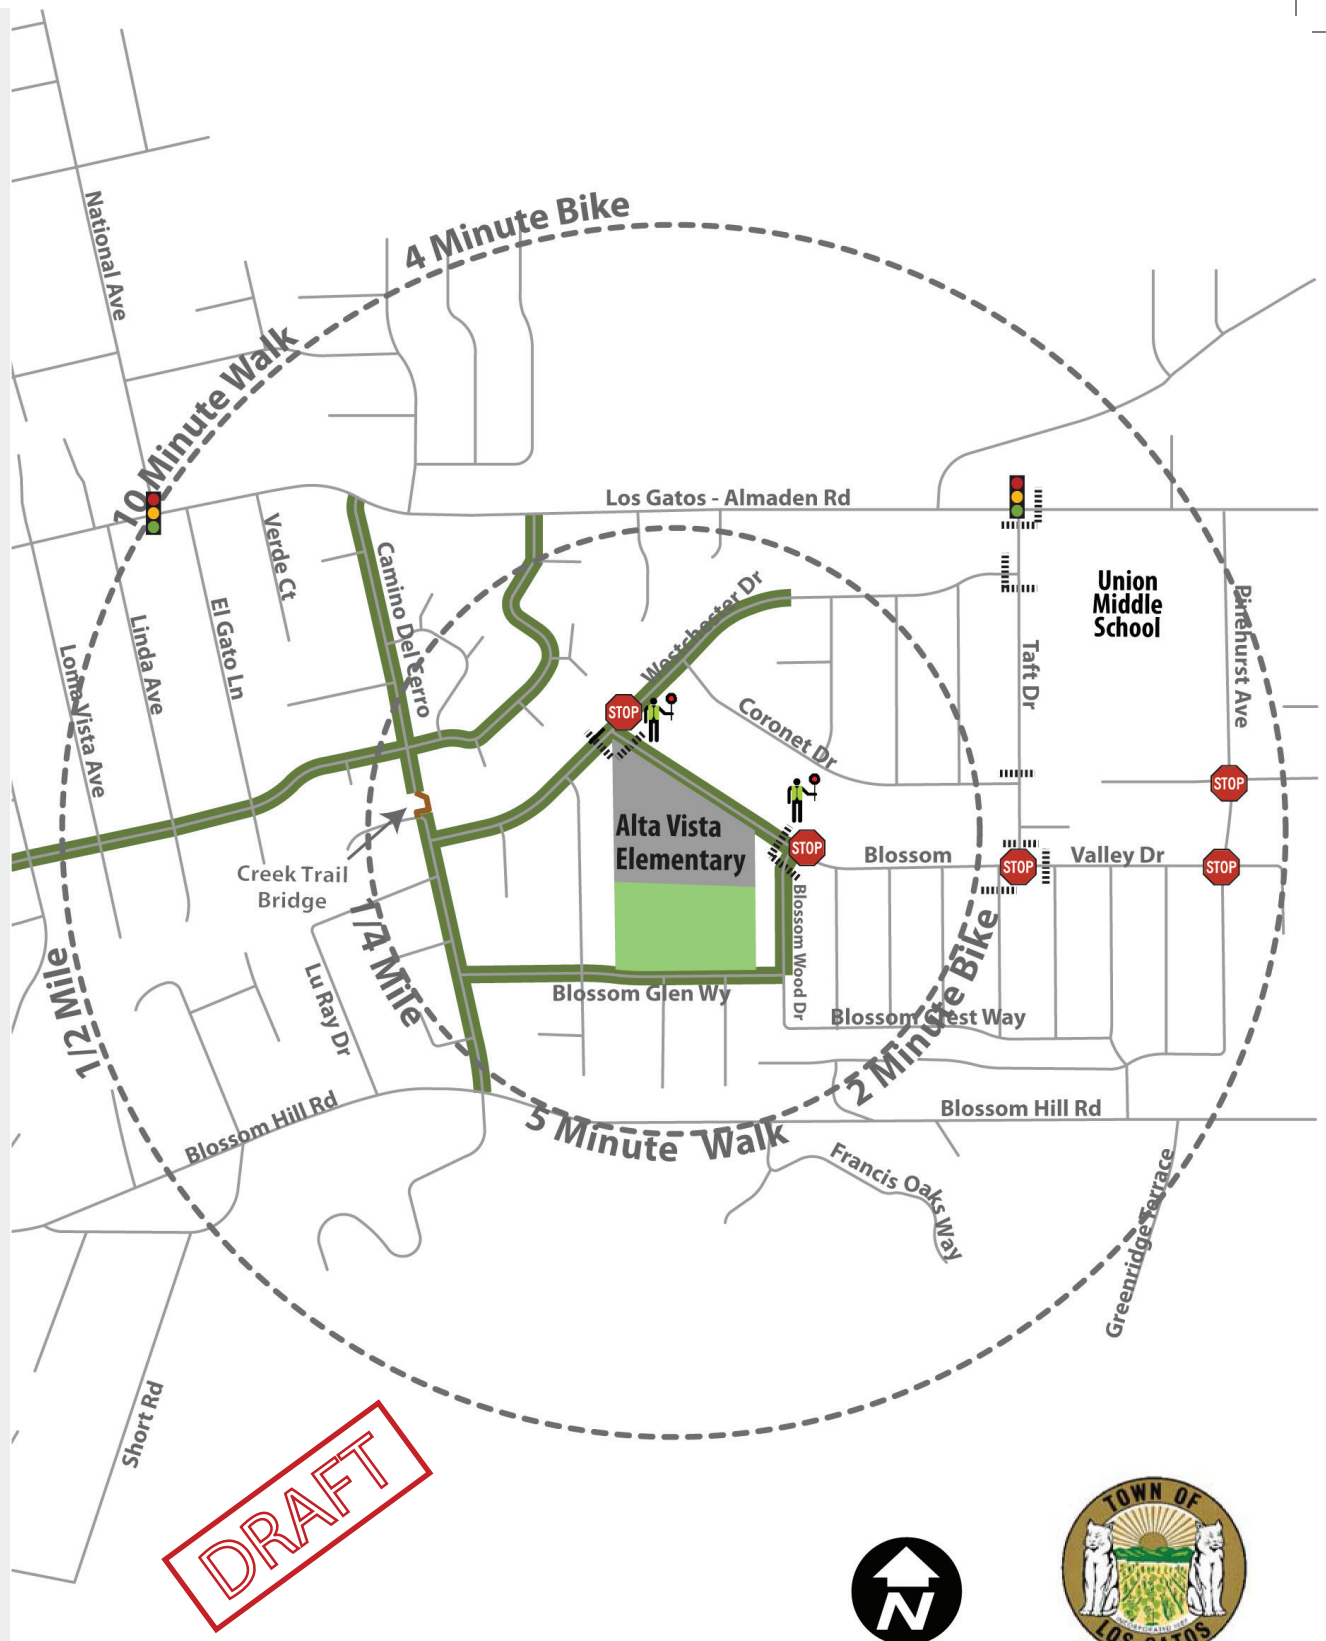 National Ave
4 Minute Bike
10 Minute Walk
Los Gatos - Almaden Rd
Verde Ct
Camino Del Cerro
El Gato Ln
Linda Ave
Loma Vista Ave
Westchester Dr
Union
Middle
School
Pinehurst Ave
Taft Dr
STOP
Coronet Dr
STOP
Alta Vista
Elementary
STOP
Blossom
Valley Dr
STOP
STOP
Creek Trail
Bridge
1/4 Mile
1/2 Mile
Lu Ray Dr
Blossom Wood Dr
Blossom Glen Wy
Blossom Crest Way
2 Minute Bike
Blossom Hill Rd
Blossom Hill Rd
5 Minute Walk
Francis Oaks Way
Greenridge Terrace
Short Rd
DRAFT
N
TOWN OF
INCORPORATED 1887
LOS GATOS